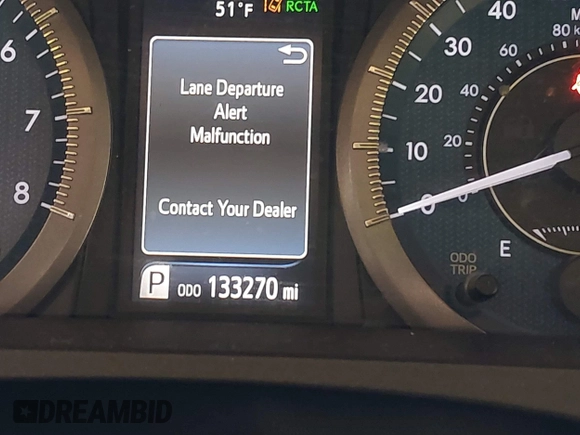 51°F RCTA
Lane Departure
Alert
Malfunction
Contact Your Dealer
P ODO 133270 mi
6
7
8
40
30
20
10
0
80 k
60
40
20
0
E
ODO
TRIP
DREAMBID